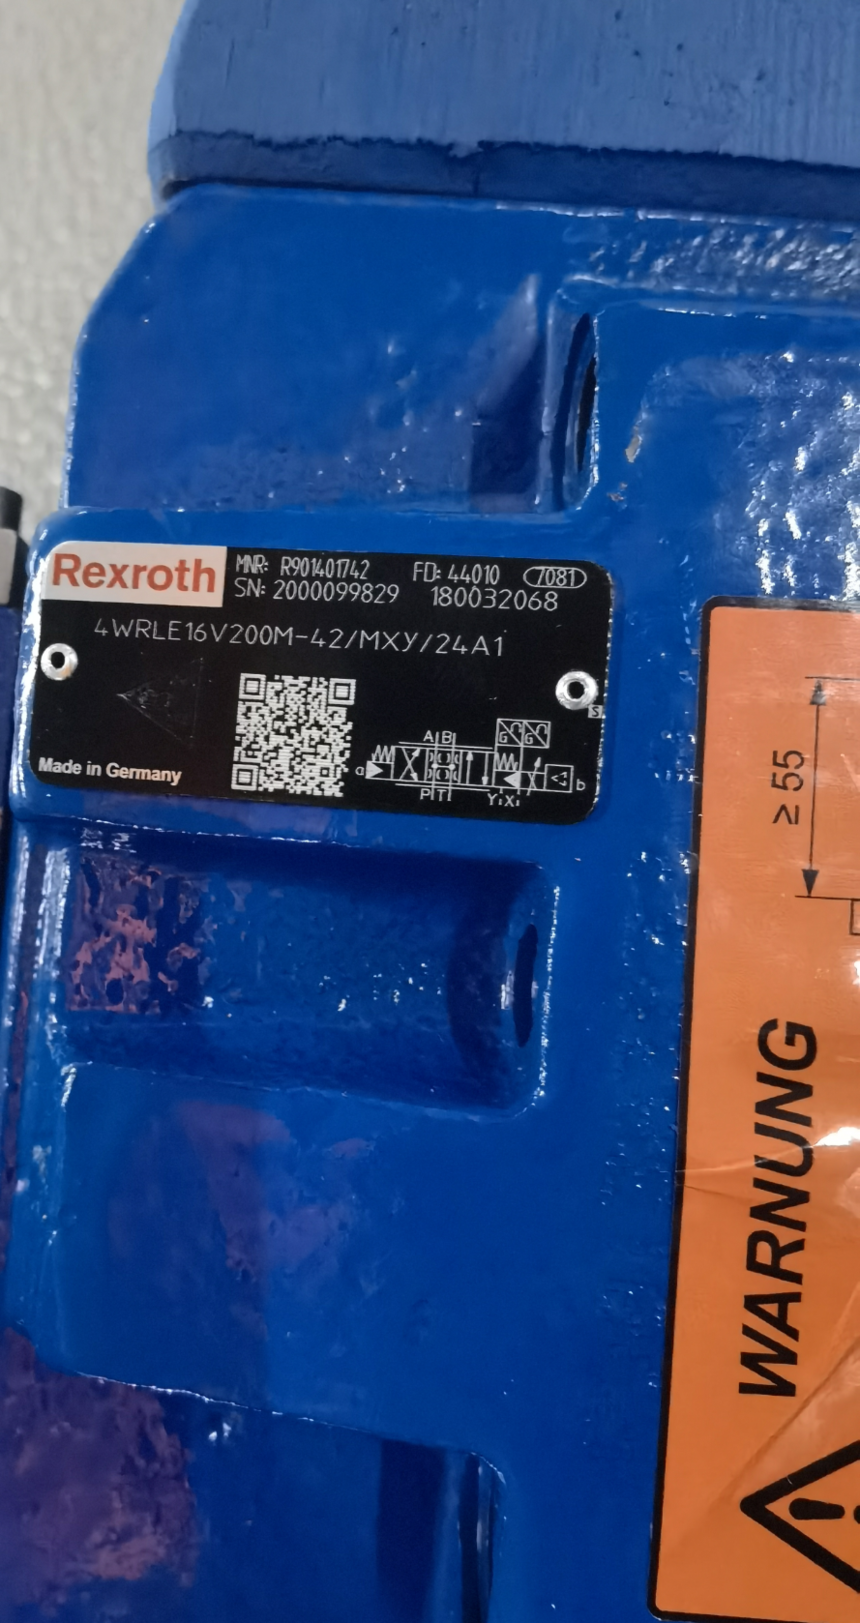 Rexroth
MNR: R901401742 FD: 44010 7081
SN: 2000099829 180032068
4WRLE16V200M-42/MXY/24A1
S
G G
A B
a b
P T Y X
Made in Germany
≥ 55
WARNUNG